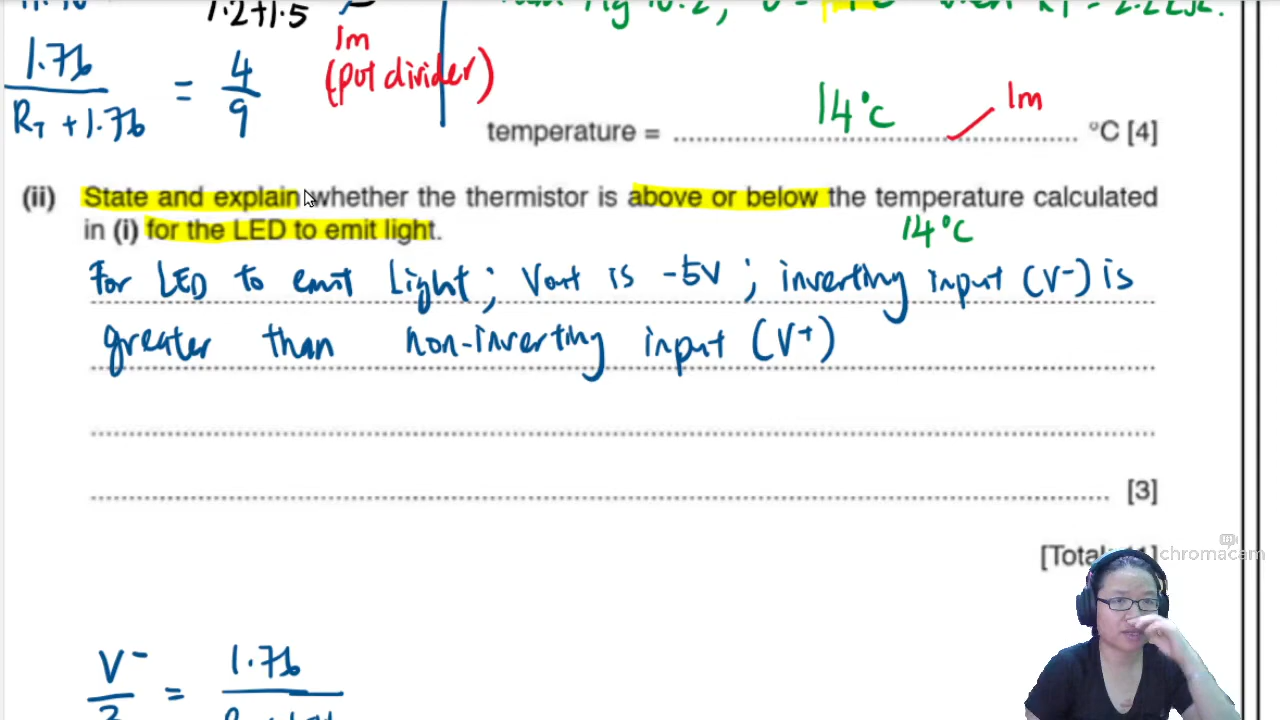 1.2+1.5
1.76 / RT + 1.76 = 4 / 9
1m
(pot divider)
14°C
1m
temperature = ........ °C [4]
(ii) State and explain whether the thermistor is above or below the temperature calculated
in (i) for the LED to emit light.
14°C
For LED to emit light; Vout is -5V; inverting input (V-) is
greater than non-inverting input (V+)
[3]
[Total
chromacam
V- = 1.76